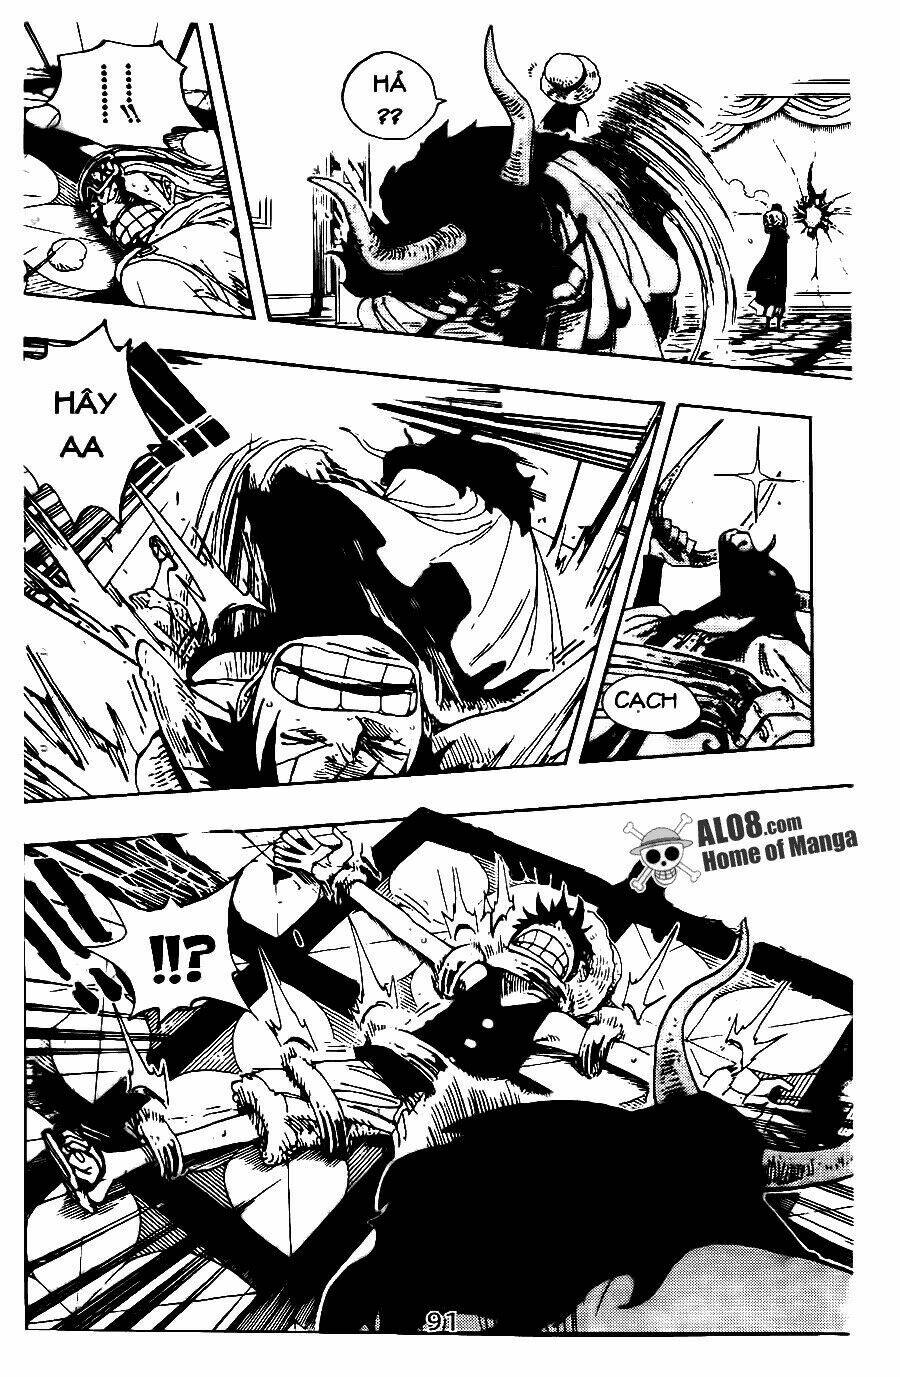 HẢ
??
......!!
HÂY
AA
CẠCH
AL08.com
Home of Manga
!!?
91